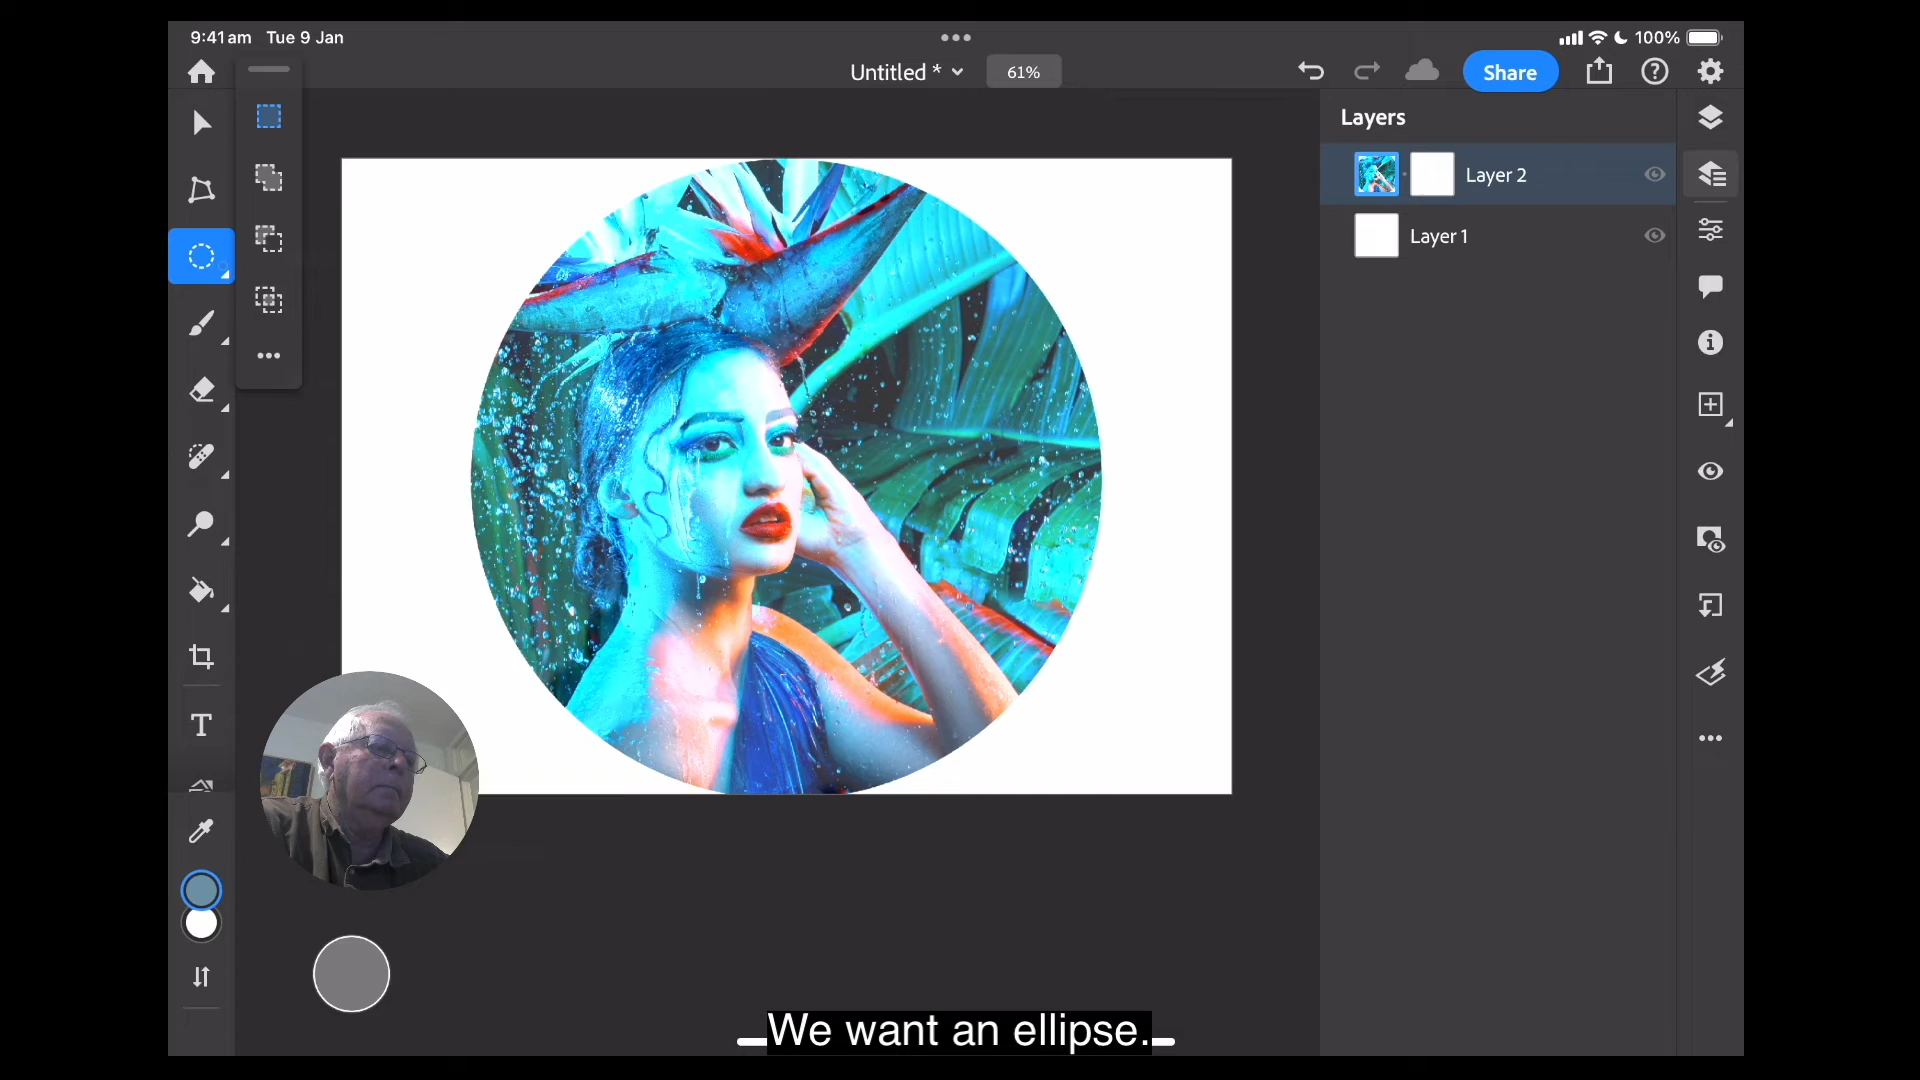 9:41am Tue 9 Jan
100%
Untitled *
61%
Share
Layers
Layer 2
Layer 1
T
We want an ellipse.